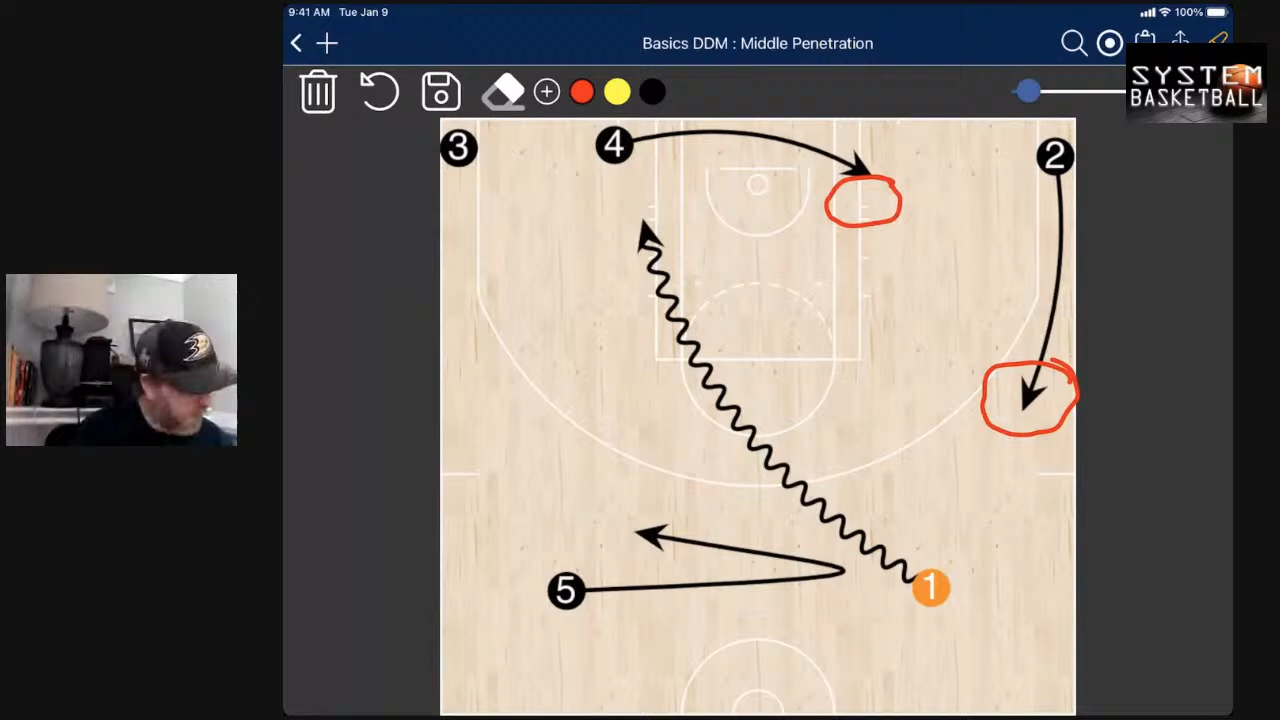 9:41 AM Tue Jan 9
100%
Basics DDM : Middle Penetration
SYSTEM
BASKETBALL
3
4
2
5
1